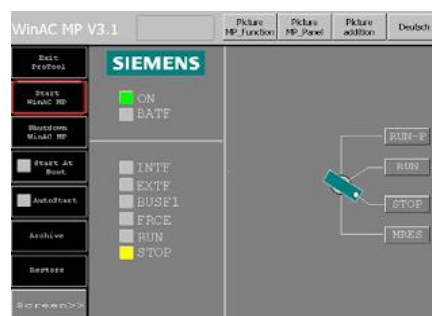 WinAC MP V3.1
Picture
MP_Function
Picture
MP_Panel
Picture
addition
Deutsch
Exit
ProTool
Start
WinAC MP
Shutdown
WinAC MP
Start At
Boot
AutoStart
Archive
Restore
Screen>>
SIEMENS
ON
BATF
INTF
EXTF
BUSF1
FRCE
RUN
STOP
RUN-P
RUN
STOP
MRES